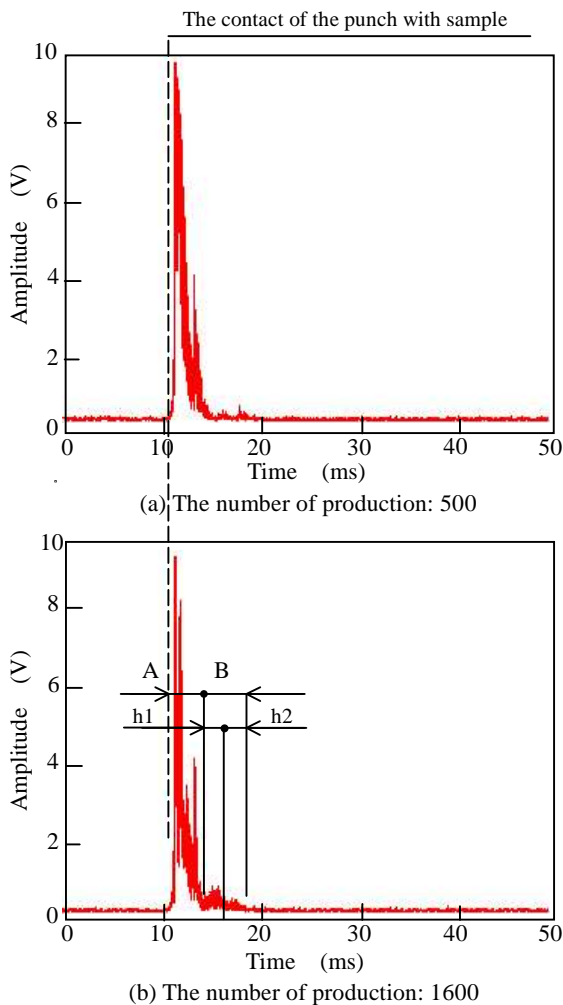 The contact of the punch with sample
10
8
6
4
2
0
Amplitude (V)
0 10 20 30 40 50
Time (ms)
(a) The number of production: 500
10
8
6
4
2
0
Amplitude (V)
A B
h1 h2
0 10 20 30 40 50
Time (ms)
(b) The number of production: 1600